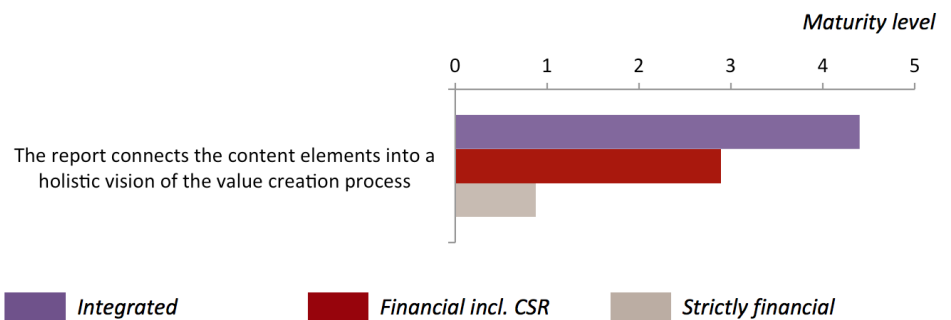 Maturity level
0 1 2 3 4 5
The report connects the content elements into a
holistic vision of the value creation process
Integrated Financial incl. CSR Strictly financial